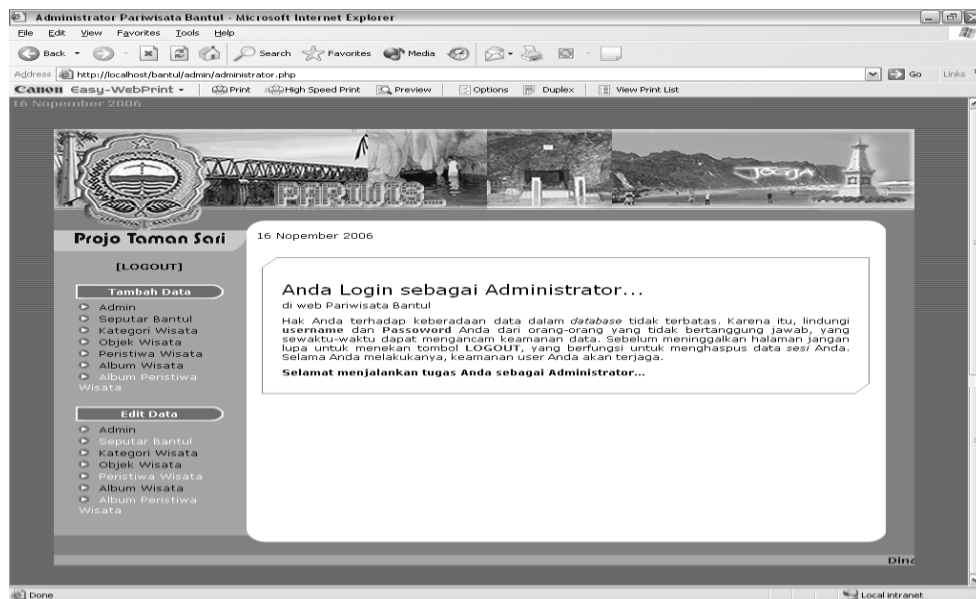 Administrator Pariwisata Bantul - Microsoft Internet Explorer
File Edit View Favorites Tools Help
Back Search Favorites Media
Address http://localhost/bantul/admin/administrator.php Go Links
Canon Easy-WebPrint Print High Speed Print Preview Options Duplex View Print List
16 Nopember 2006
PARIWIS...
JOGJA
Projo Taman Sari
16 Nopember 2006
[LOGOUT]
Tambah Data
Admin
Seputar Bantul
Kategori Wisata
Objek Wisata
Peristiwa Wisata
Album Wisata
Album Peristiwa
Wisata
Edit Data
Admin
Seputar Bantul
Kategori Wisata
Objek Wisata
Peristiwa Wisata
Album Wisata
Album Peristiwa
Wisata
Anda Login sebagai Administrator...
di web Pariwisata Bantul
Hak Anda terhadap keberadaan data dalam database tidak terbatas. Karena itu, lindungi
username dan Passoword Anda dari orang-orang yang tidak bertanggung jawab, yang
sewaktu-waktu dapat mengancam keamanan data. Sebelum meninggalkan halaman jangan
lupa untuk menekan tombol LOGOUT, yang berfungsi untuk menghaspus data sesi Anda.
Selama Anda melakukanya, keamanan user Anda akan terjaga.
Selamat menjalankan tugas Anda sebagai Administrator...
Dina
Done Local intranet